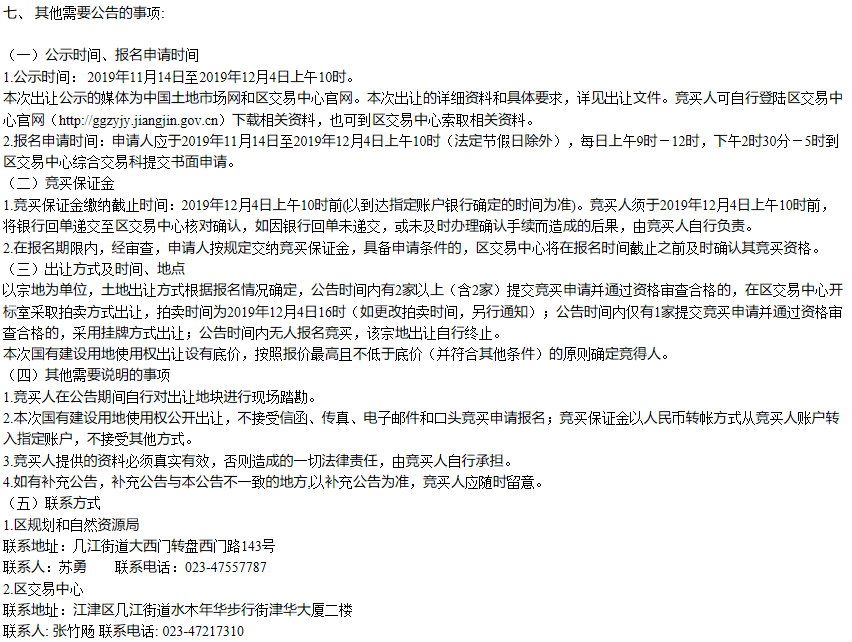 七、 其他需要公告的事项:
（一）公示时间、报名申请时间
1.公示时间： 2019年11月14日至2019年12月4日上午10时。
本次出让公示的媒体为中国土地市场网和区交易中心官网。本次出让的详细资料和具体要求，详见出让文件。竞买人可自行登陆区交易中
心官网（http://ggzyjy.jiangjin.gov.cn）下载相关资料，也可到区交易中心索取相关资料。
2.报名申请时间：申请人应于2019年11月14日至2019年12月4日上午10时（法定节假日除外），每日上午9时－12时，下午2时30分－5时到
区交易中心综合交易科提交书面申请。
（二）竞买保证金
1.竞买保证金缴纳截止时间：2019年12月4日上午10时前(以到达指定账户银行确定的时间为准)。竞买人须于2019年12月4日上午10时前，
将银行回单递交至区交易中心核对确认，如因银行回单未递交，或未及时办理确认手续而造成的后果，由竞买人自行负责。
2.在报名期限内，经审查，申请人按规定交纳竞买保证金，具备申请条件的，区交易中心将在报名时间截止之前及时确认其竞买资格。
（三）出让方式及时间、地点
以宗地为单位，土地出让方式根据报名情况确定，公告时间内有2家以上（含2家）提交竞买申请并通过资格审查合格的，在区交易中心开
标室采取拍卖方式出让，拍卖时间为2019年12月4日16时（如更改拍卖时间，另行通知）；公告时间内仅有1家提交竞买申请并通过资格审
查合格的，采用挂牌方式出让；公告时间内无人报名竞买，该宗地出让自行终止。
本次国有建设用地使用权出让设有底价，按照报价最高且不低于底价（并符合其他条件）的原则确定竞得人。
（四）其他需要说明的事项
1.竞买人在公告期间自行对出让地块进行现场踏勘。
2.本次国有建设用地使用权公开出让，不接受信函、传真、电子邮件和口头竞买申请报名；竞买保证金以人民币转帐方式从竞买人账户转
入指定账户，不接受其他方式。
3.竞买人提供的资料必须真实有效，否则造成的一切法律责任，由竞买人自行承担。
4.如有补充公告，补充公告与本公告不一致的地方,以补充公告为准，竞买人应随时留意。
（五）联系方式
1.区规划和自然资源局
联系地址：几江街道大西门转盘西门路143号
联系人：苏勇 联系电话：023-47557787
2.区交易中心
联系地址：江津区几江街道水木年华步行街津华大厦二楼
联系人: 张竹飏 联系电话: 023-47217310